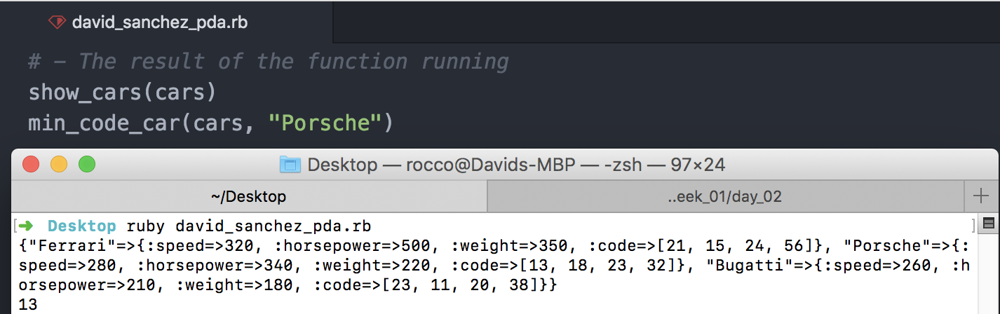 david_sanchez_pda.rb
# - The result of the function running
show_cars(cars)
min_code_car(cars, "Porsche")
Desktop — rocco@Davids-MBP — -zsh — 97×24
~/Desktop
..eek_01/day_02
[➜ Desktop ruby david_sanchez_pda.rb ]
{"Ferrari"=>{:speed=>320, :horsepower=>500, :weight=>350, :code=>[21, 15, 24, 56]}, "Porsche"=>{:
speed=>280, :horsepower=>340, :weight=>220, :code=>[13, 18, 23, 32]}, "Bugatti"=>{:speed=>260, :h
orsepower=>210, :weight=>180, :code=>[23, 11, 20, 38]}}
13